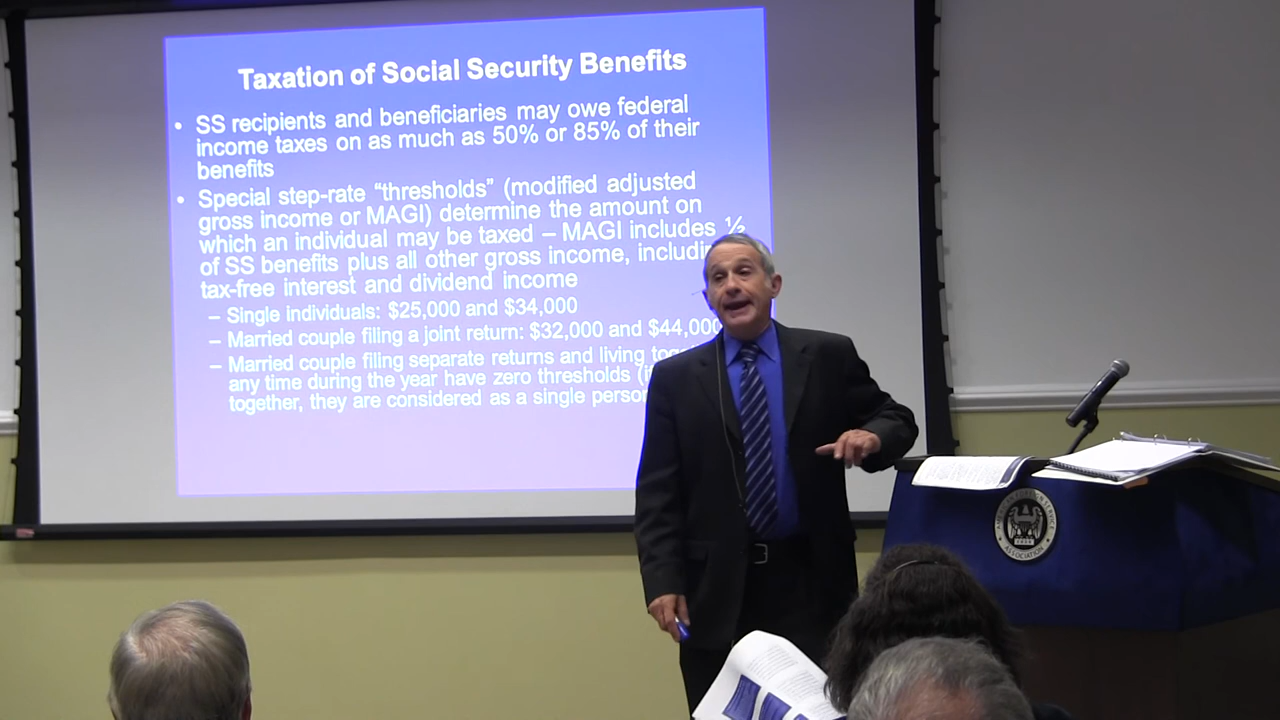 Taxation of Social Security Benefits
• SS recipients and beneficiaries may owe federal
income taxes on as much as 50% or 85% of their
benefits
• Special step-rate “thresholds” (modified adjusted
gross income or MAGI) determine the amount on
which an individual may be taxed – MAGI includes ½
of SS benefits plus all other gross income,
tax-free interest and dividend income
– Single individuals: $25,000 and $34,000
– Married couple filing a joint return: $32,000 and $44,000
– Married couple filing separate returns and living
any time during the year have zero thresholds
together, they are considered as a single
AMERICAN FOREIGN SERVICE
ASSOCIATION